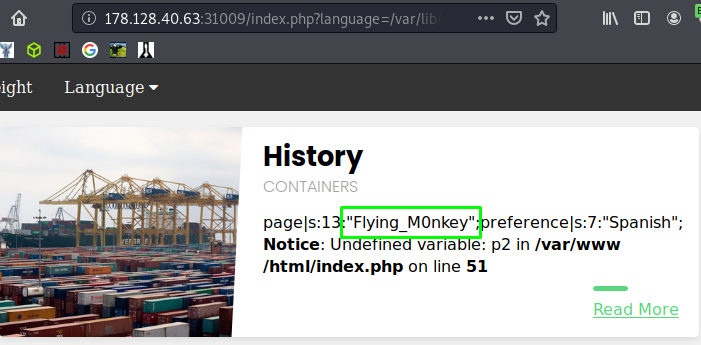 178.128.40.63:31009/index.php?language=/var/lib/
eight
Language
History
CONTAINERS
page|s:13:"Flying_M0nkey";preference|s:7:"Spanish";
Notice: Undefined variable: p2 in /var/www
/html/index.php on line 51
Read More